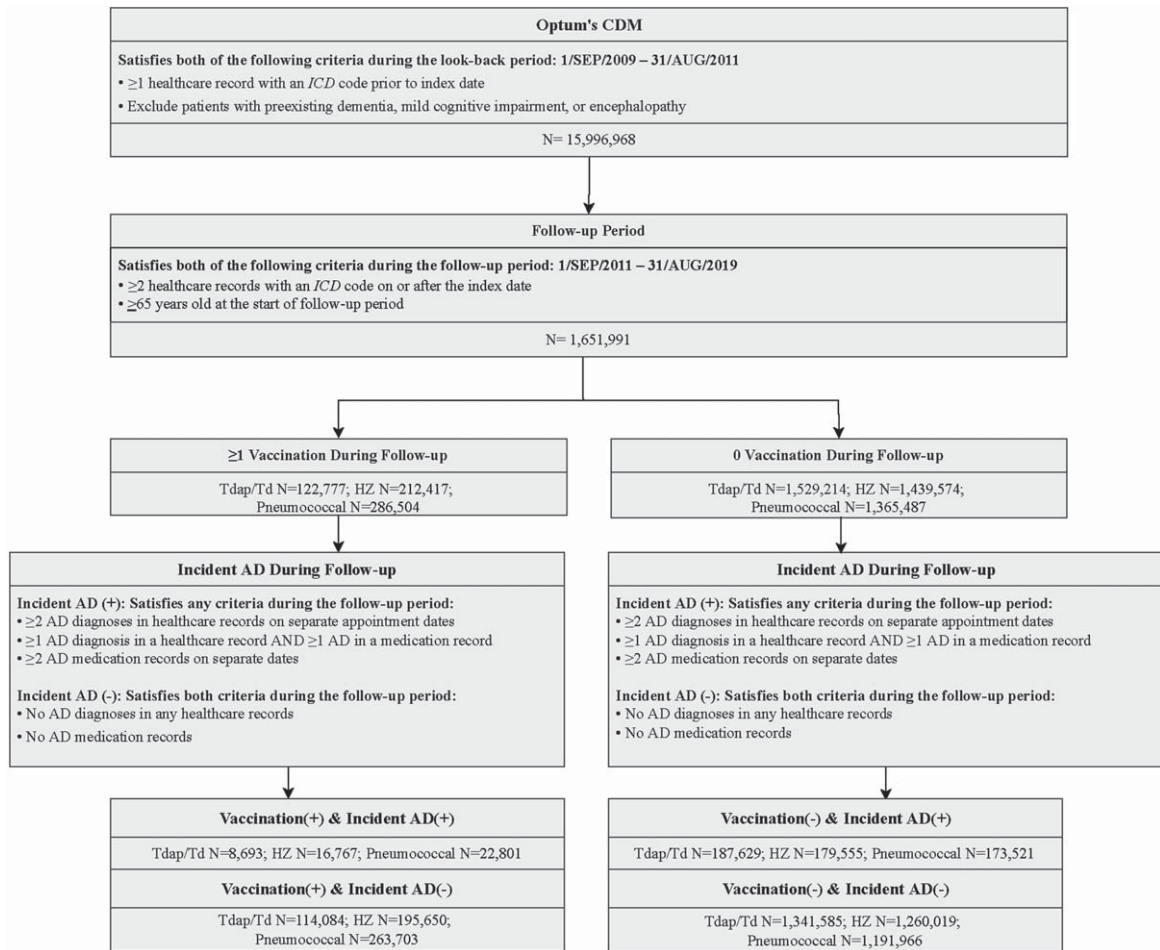 Optum's CDM
Satisfies both of the following criteria during the look-back period: 1/SEP/2009 – 31/AUG/2011
• ≥1 healthcare record with an ICD code prior to index date
• Exclude patients with preexisting dementia, mild cognitive impairment, or encephalopathy
N= 15,996,968
Follow-up Period
Satisfies both of the following criteria during the follow-up period: 1/SEP/2011 – 31/AUG/2019
• ≥2 healthcare records with an ICD code on or after the index date
• ≥65 years old at the start of follow-up period
N= 1,651,991
≥1 Vaccination During Follow-up
Tdap/Td N=122,777; HZ N=212,417;
Pneumococcal N=286,504
0 Vaccination During Follow-up
Tdap/Td N=1,529,214; HZ N=1,439,574;
Pneumococcal N=1,365,487
Incident AD During Follow-up
Incident AD (+): Satisfies any criteria during the follow-up period:
• ≥2 AD diagnoses in healthcare records on separate appointment dates
• ≥1 AD diagnosis in a healthcare record AND ≥1 AD in a medication record
• ≥2 AD medication records on separate dates
Incident AD (-): Satisfies both criteria during the follow-up period:
• No AD diagnoses in any healthcare records
• No AD medication records
Incident AD During Follow-up
Incident AD (+): Satisfies any criteria during the follow-up period:
• ≥2 AD diagnoses in healthcare records on separate appointment dates
• ≥1 AD diagnosis in a healthcare record AND ≥1 AD in a medication record
• ≥2 AD medication records on separate dates
Incident AD (-): Satisfies both criteria during the follow-up period:
• No AD diagnoses in any healthcare records
• No AD medication records
Vaccination(+) & Incident AD(+)
Tdap/Td N=8,693; HZ N=16,767; Pneumococcal N=22,801
Vaccination(+) & Incident AD(-)
Tdap/Td N=114,084; HZ N=195,650;
Pneumococcal N=263,703
Vaccination(-) & Incident AD(+)
Tdap/Td N=187,629; HZ N=179,555; Pneumococcal N=173,521
Vaccination(-) & Incident AD(-)
Tdap/Td N=1,341,585; HZ N=1,260,019;
Pneumococcal N=1,191,966